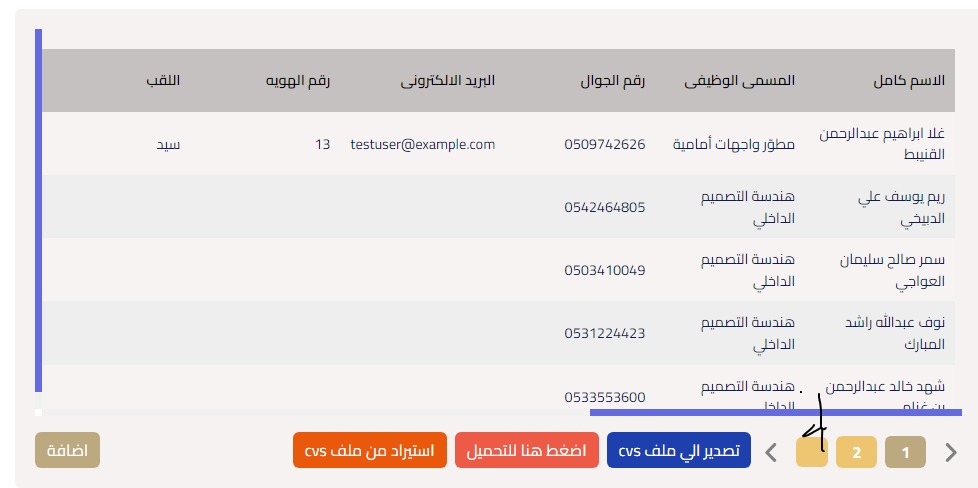 الاسم كامل المسمى الوظيفى رقم الجوال البريد الالكترونى رقم الهويه اللقب
غلا ابراهيم عبدالرحمن القنيبط مطوّر واجهات أمامية 0509742626 testuser@example.com 13 سيد
ريم يوسف علي الدبيخي هندسة التصميم الداخلي 0542464805
سمر صالح سليمان العواجي هندسة التصميم الداخلي 0503410049
نوف عبدالله راشد المبارك هندسة التصميم الداخلي 0531224423
شهد خالد عبدالرحمن بن غنام هندسة التصميم الداخلي 0533553600
1 2 تصدير الي ملف cvs اضغط هنا للتحميل استيراد من ملف cvs اضافة